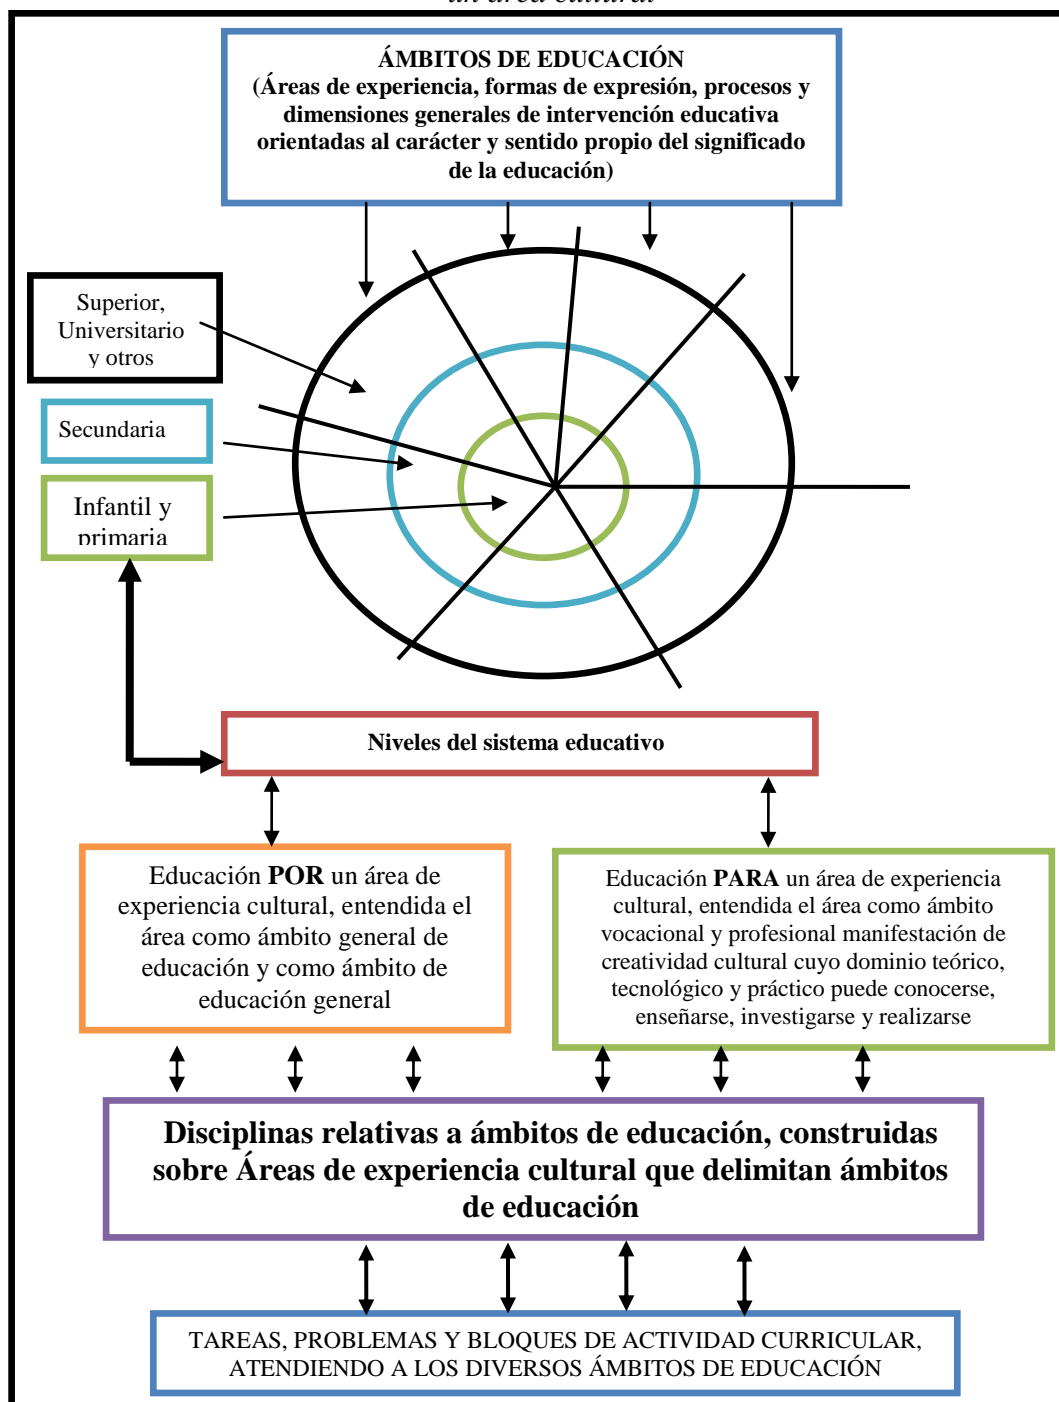 un área cultural
ÁMBITOS DE EDUCACIÓN
(Áreas de experiencia, formas de expresión, procesos y
dimensiones generales de intervención educativa
orientadas al carácter y sentido propio del significado
de la educación)
Superior,
Universitario
y otros
Secundaria
Infantil y
primaria
Niveles del sistema educativo
Educación POR un área de
experiencia cultural, entendida el
área como ámbito general de
educación y como ámbito de
educación general
Educación PARA un área de experiencia
cultural, entendida el área como ámbito
vocacional y profesional manifestación de
creatividad cultural cuyo dominio teórico,
tecnológico y práctico puede conocerse,
enseñarse, investigarse y realizarse
Disciplinas relativas a ámbitos de educación, construidas
sobre Áreas de experiencia cultural que delimitan ámbitos
de educación
TAREAS, PROBLEMAS Y BLOQUES DE ACTIVIDAD CURRICULAR,
ATENDIENDO A LOS DIVERSOS ÁMBITOS DE EDUCACIÓN